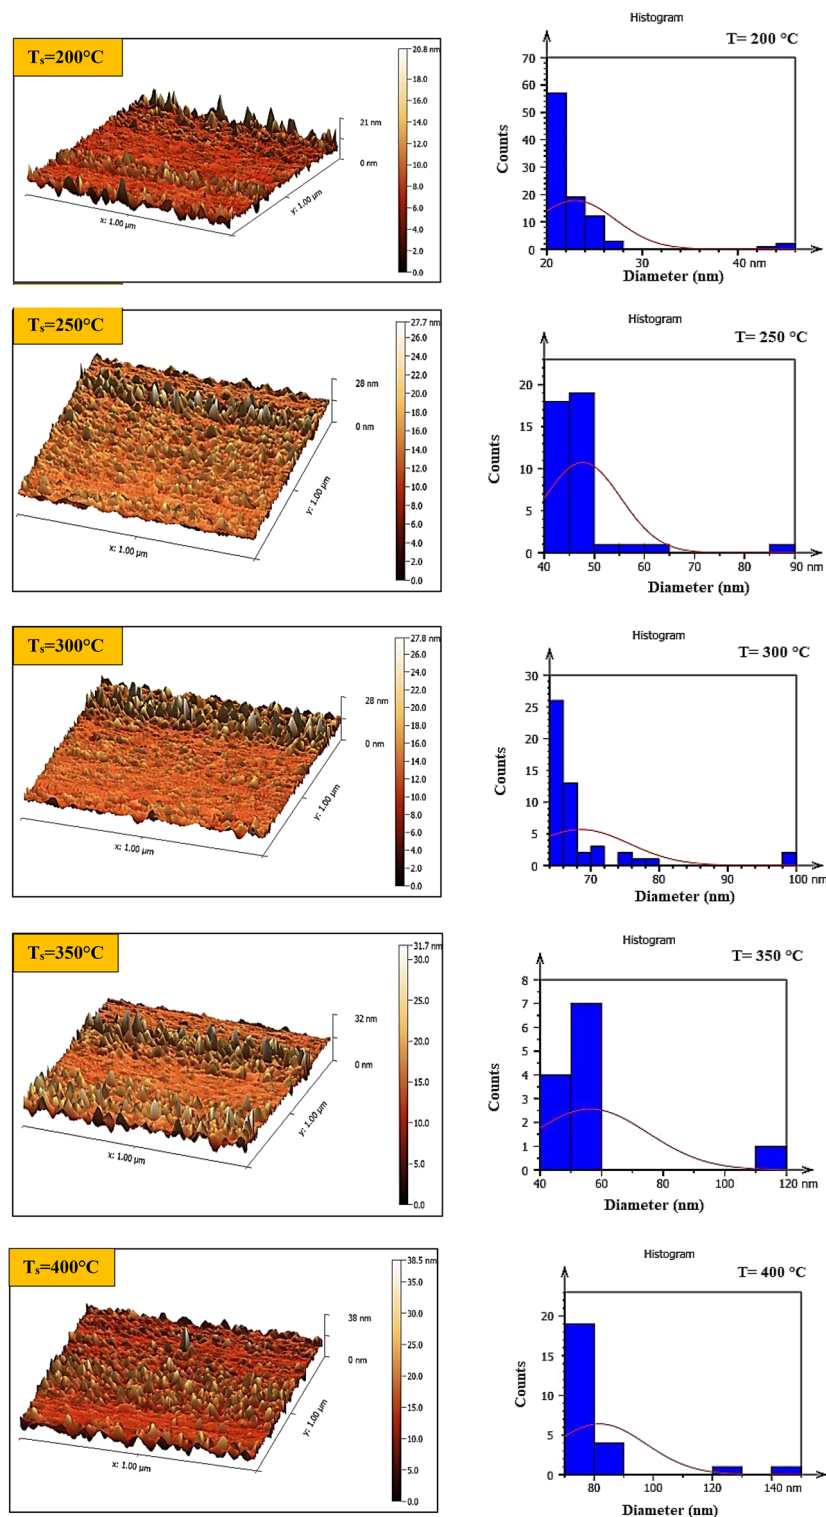 Tₛ=200°C
20.8 nm
18.0
16.0
14.0
12.0
10.0
8.0
6.0
4.0
2.0
0.0
21 nm
0 nm
x: 1.00 µm
y: 1.00 µm
Histogram
T= 200 °C
Counts
70
60
50
40
30
20
10
0
20
30
40 nm
Diameter (nm)
Tₛ=250°C
27.7 nm
26.0
24.0
22.0
20.0
18.0
16.0
14.0
12.0
10.0
8.0
6.0
4.0
2.0
0.0
28 nm
0 nm
x: 1.00 µm
y: 1.00 µm
Histogram
T= 250 °C
Counts
20
15
10
5
0
40
50
60
70
80
90 nm
Diameter (nm)
Tₛ=300°C
27.8 nm
26.0
24.0
22.0
20.0
18.0
16.0
14.0
12.0
10.0
8.0
6.0
4.0
2.0
0.0
28 nm
0 nm
x: 1.00 µm
y: 1.00 µm
Histogram
T= 300 °C
Counts
30
25
20
15
10
5
0
70
80
90
100 nm
Diameter (nm)
Tₛ=350°C
31.7 nm
30.0
25.0
20.0
15.0
10.0
5.0
0.0
32 nm
0 nm
x: 1.00 µm
y: 1.00 µm
Histogram
T= 350 °C
Counts
8
7
6
5
4
3
2
1
0
40
60
80
100
120 nm
Diameter (nm)
Tₛ=400°C
38.5 nm
35.0
30.0
25.0
20.0
15.0
10.0
5.0
0.0
38 nm
0 nm
x: 1.00 µm
y: 1.00 µm
Histogram
T= 400 °C
Counts
20
15
10
5
0
80
100
120
140 nm
Diameter (nm)